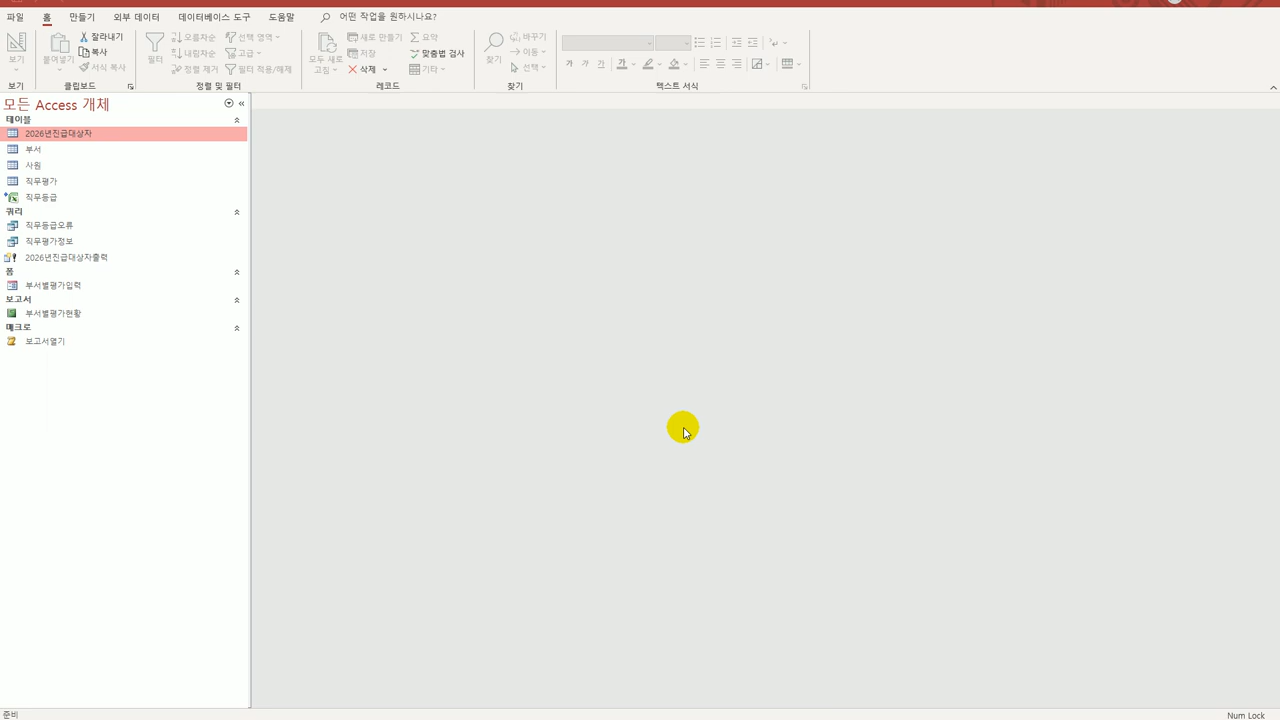 파일 홈 만들기 외부 데이터 데이터베이스 도구 도움말 어떤 작업을 원하시나요?
보기
붙여넣기
잘라내기
복사
서식 복사
필터
오름차순
내림차순
정렬 제거
선택 영역
고급
필터 적용/해제
모두 새로 고침
새로 만들기
저장
삭제
요약
맞춤법 검사
기타
찾기
바꾸기
이동
선택
가 가 가 가
보기 클립보드 정렬 및 필터 레코드 찾기 텍스트 서식
모든 Access 개체
테이블
2026년진급대상자
부서
사원
직무평가
직무등급
쿼리
직무등급오류
직무평가정보
2026년진급대상자출력
폼
부서별평가입력
보고서
부서별평가현황
매크로
보고서열기
준비
Num Lock